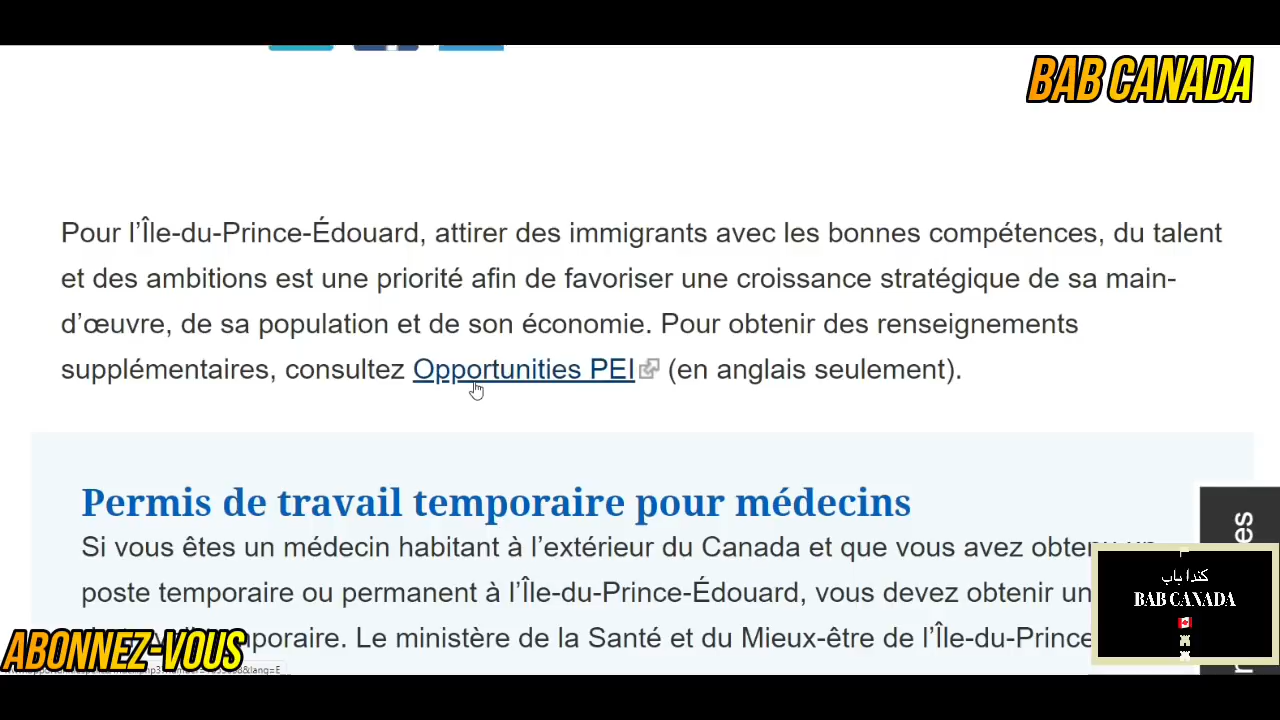 BAB CANADA
Pour l'Île-du-Prince-Édouard, attirer des immigrants avec les bonnes compétences, du talent
et des ambitions est une priorité afin de favoriser une croissance stratégique de sa main-
d'œuvre, de sa population et de son économie. Pour obtenir des renseignements
supplémentaires, consultez Opportunities PEI (en anglais seulement).
Permis de travail temporaire pour médecins
Si vous êtes un médecin habitant à l'extérieur du Canada et que vous avez obtenu un
poste temporaire ou permanent à l'Île-du-Prince-Édouard, vous devez obtenir un
temporaire. Le ministère de la Santé et du Mieux-être de l'Île-du-Prince
كندا باب
BAB CANADA
ABONNEZ-VOUS